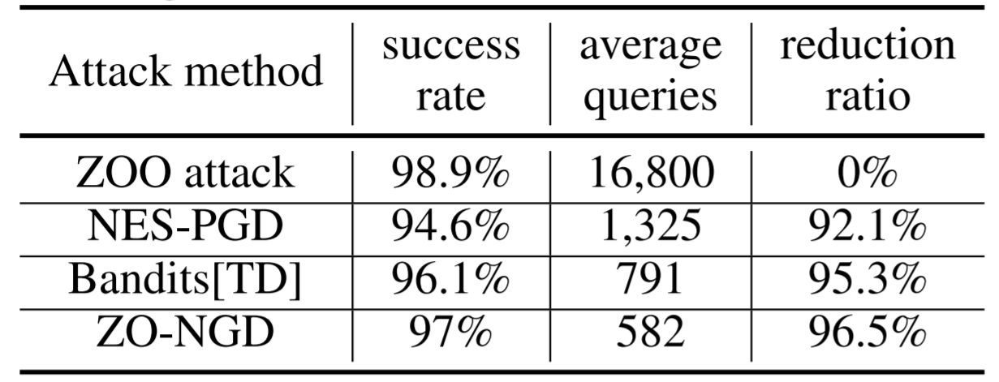 Attack method success rate average queries reduction ratio
ZOO attack 98.9% 16,800 0%
NES-PGD 94.6% 1,325 92.1%
Bandits[TD] 96.1% 791 95.3%
ZO-NGD 97% 582 96.5%